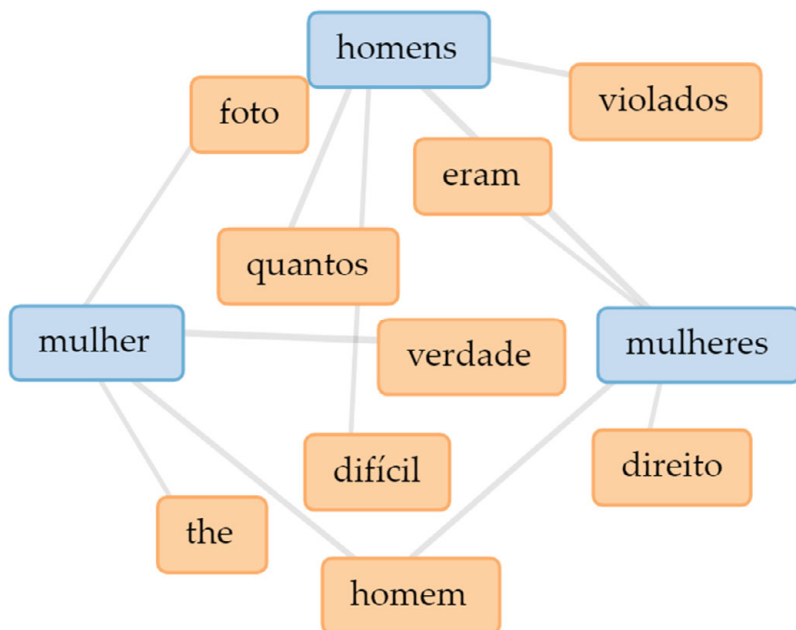 homens
foto
violados
eram
quantos
mulher
verdade
mulheres
difícil
direito
the
homem